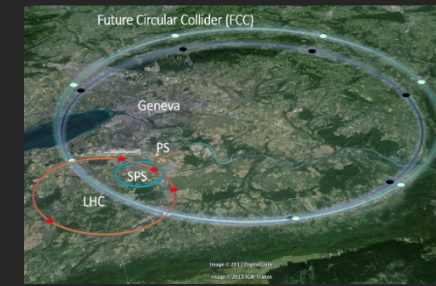 Future Circular Collider (FCC)
Geneva
PS
SPS
LHC
Image © 2013 DigitalGlobe
Image © 2013 IGN France